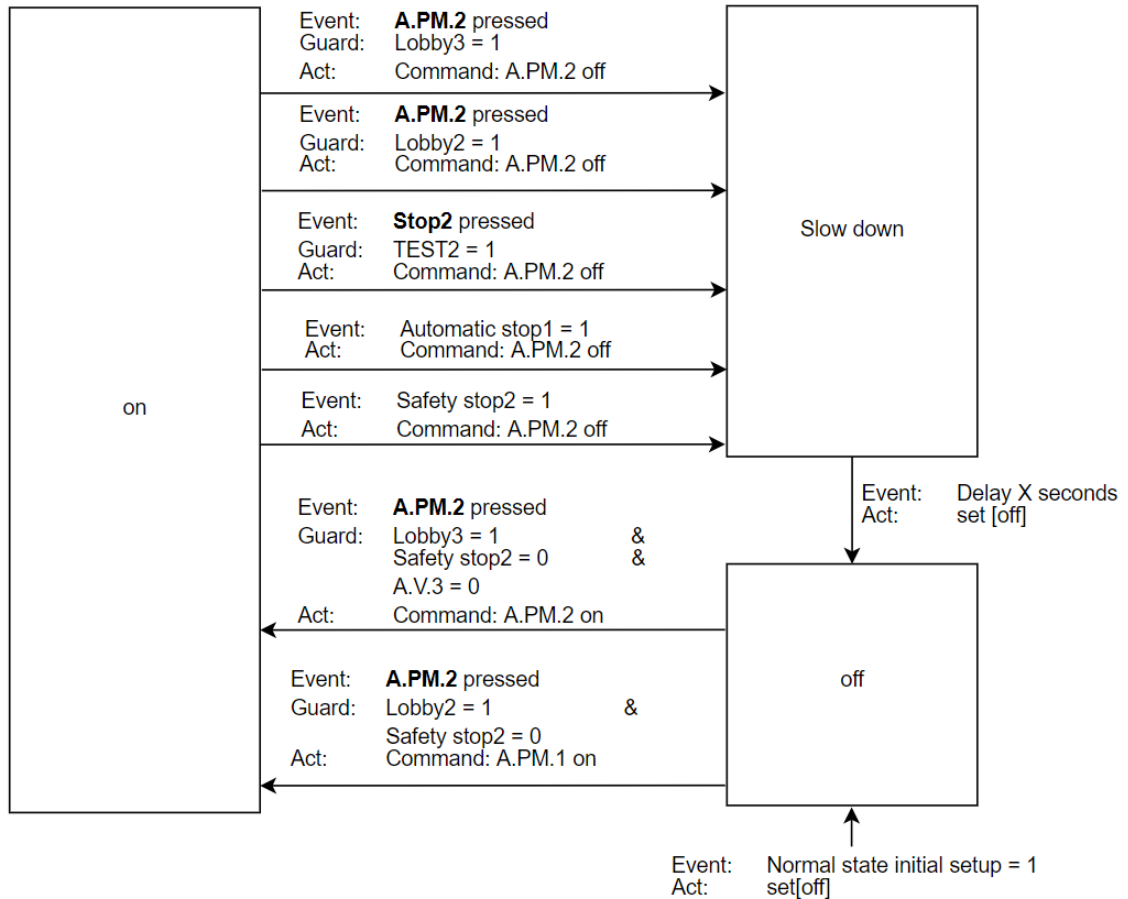 Event: A.PM.2 pressed
Guard: Lobby3 = 1
Act: Command: A.PM.2 off
Event: A.PM.2 pressed
Guard: Lobby2 = 1
Act: Command: A.PM.2 off
Event: Stop2 pressed
Guard: TEST2 = 1
Act: Command: A.PM.2 off
Slow down
Event: Automatic stop1 = 1
Act: Command: A.PM.2 off
on
Event: Safety stop2 = 1
Act: Command: A.PM.2 off
Event: Delay X seconds
Act: set [off]
Event: A.PM.2 pressed
Guard: Lobby3 = 1 &
Safety stop2 = 0 &
A.V.3 = 0
Act: Command: A.PM.2 on
off
Event: A.PM.2 pressed
Guard: Lobby2 = 1 &
Safety stop2 = 0
Act: Command: A.PM.1 on
Event: Normal state initial setup = 1
Act: set[off]